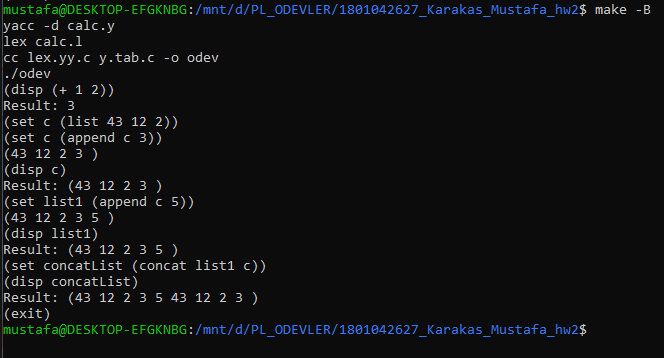 mustafa@DESKTOP-EFGKNBG:/mnt/d/PL_ODEVLER/1801042627_Karakas_Mustafa_hw2$ make -B
yacc -d calc.y
lex calc.l
cc lex.yy.c y.tab.c -o odev
./odev
(disp (+ 1 2))
Result: 3
(set c (list 43 12 2))
(set c (append c 3))
(43 12 2 3 )
(disp c)
Result: (43 12 2 3 )
(set list1 (append c 5))
(43 12 2 3 5 )
(disp list1)
Result: (43 12 2 3 5 )
(set concatList (concat list1 c))
(disp concatList)
Result: (43 12 2 3 5 43 12 2 3 )
(exit)
mustafa@DESKTOP-EFGKNBG:/mnt/d/PL_ODEVLER/1801042627_Karakas_Mustafa_hw2$